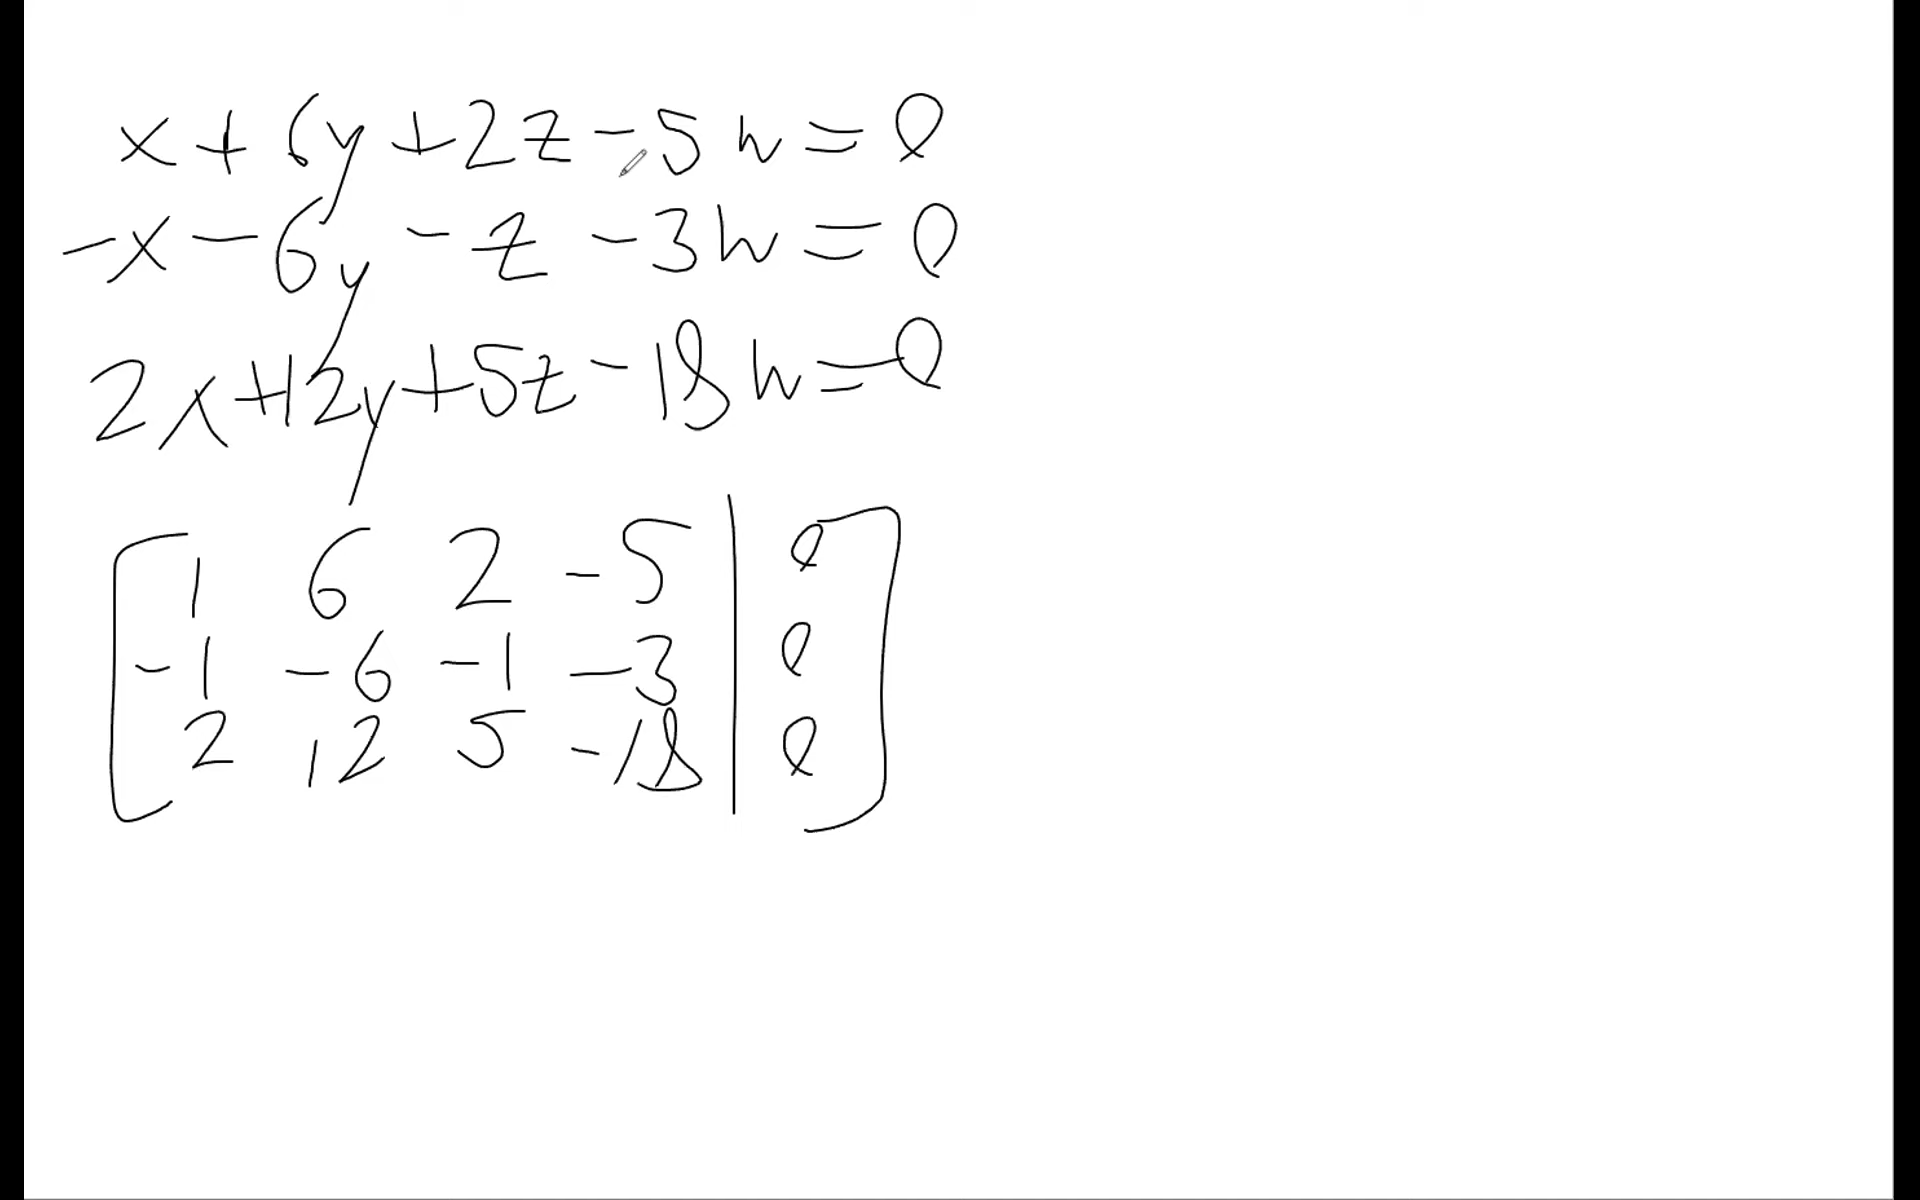 x + 6y + 2z - 5w = 0
-x - 6y - z - 3w = 0
2x + 12y + 5z - 18w = 0
1 6 2 -5 | 0
-1 -6 -1 -3 | 0
2 12 5 -18 | 0